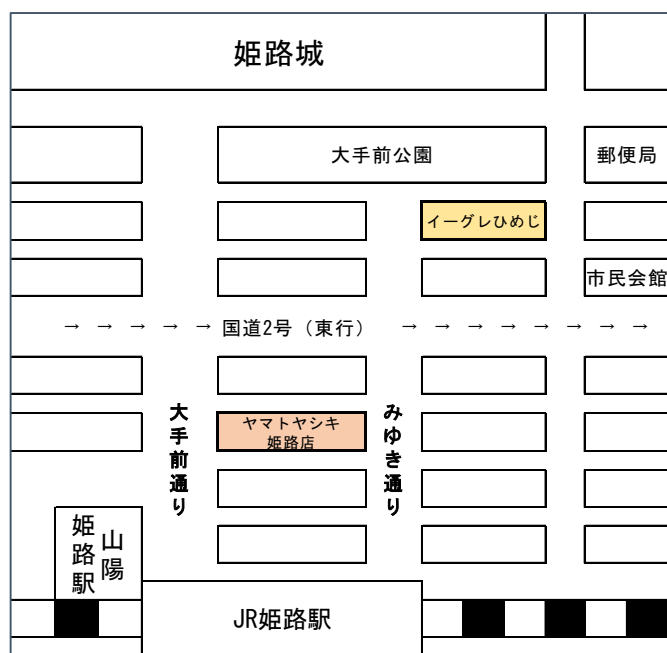 姫路城
大手前公園
郵便局
イーグレひめじ
市民会館
→ → → → → 国道2号（東行） → → → → → → → →
大手前通り
ヤマトヤシキ
姫路店
みゆき通り
山陽
姫路駅
JR姫路駅